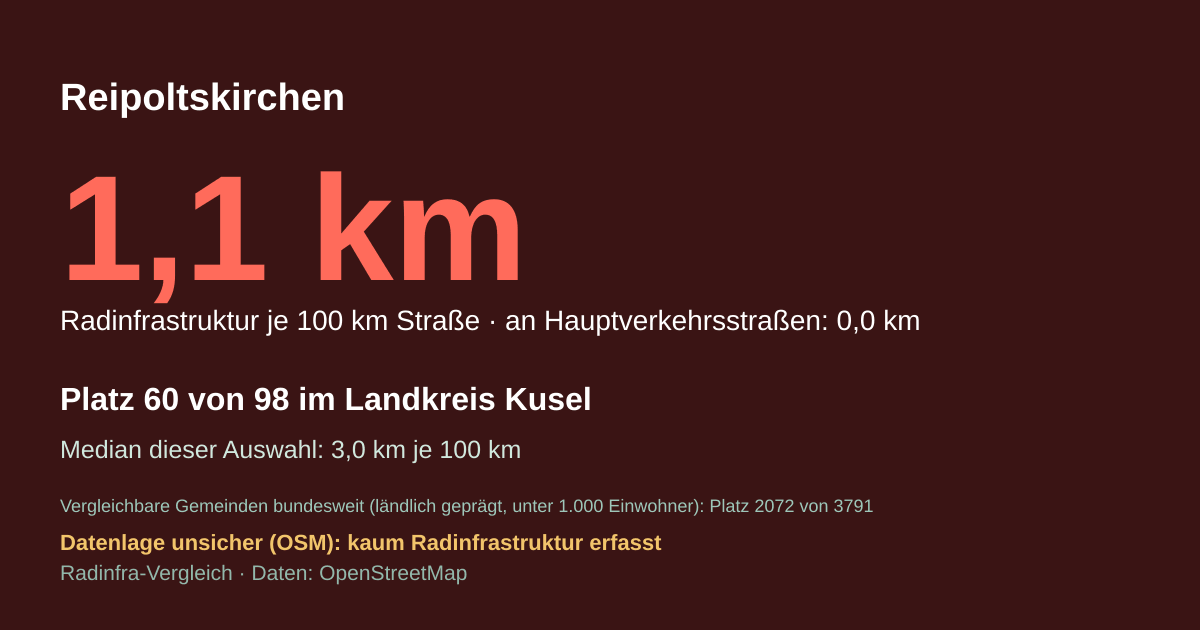 Reipoltskirchen
1,1 km
Radinfrastruktur je 100 km Straße · an Hauptverkehrsstraßen: 0,0 km
Platz 60 von 98 im Landkreis Kusel
Median dieser Auswahl: 3,0 km je 100 km
Vergleichbare Gemeinden bundesweit (ländlich geprägt, unter 1.000 Einwohner): Platz 2072 von 3791
Datenlage unsicher (OSM): kaum Radinfrastruktur erfasst
Radinfra-Vergleich · Daten: OpenStreetMap